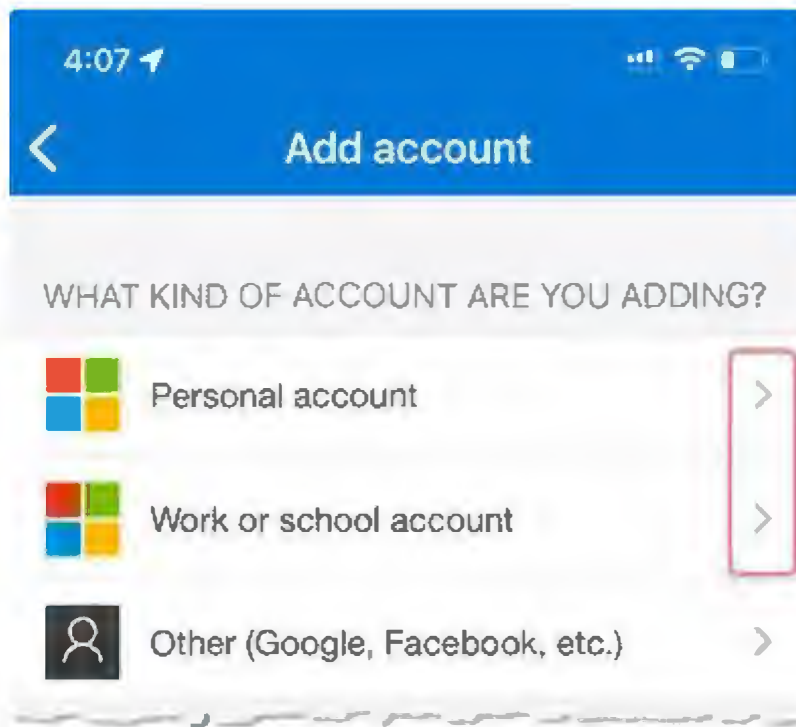 4:07
Add account
WHAT KIND OF ACCOUNT ARE YOU ADDING?
Personal account
Work or school account
Other (Google, Facebook, etc.)